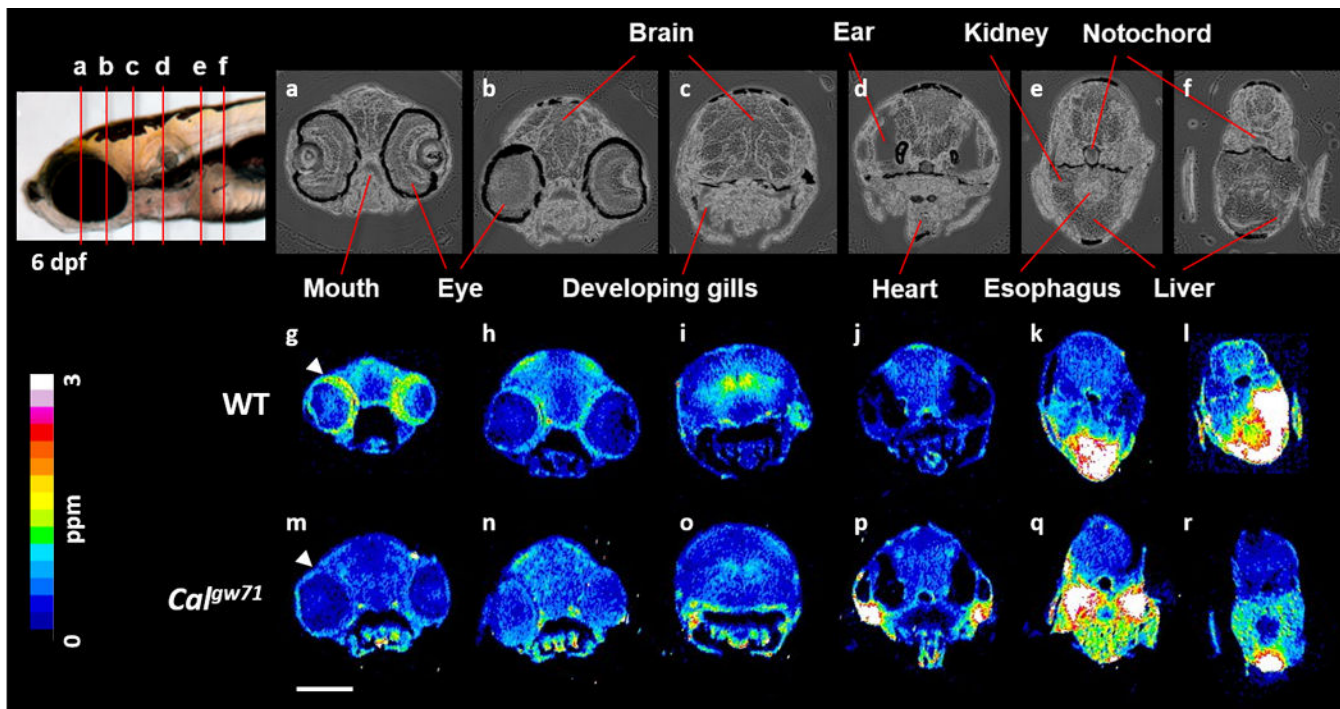 Brain Ear Kidney Notochord
a b c d e f
a b c d e f
6 dpf
Mouth Eye Developing gills Heart Esophagus Liver
g h i j k l
3
WT
ppm
m n o p q r
Cal^gw71
0